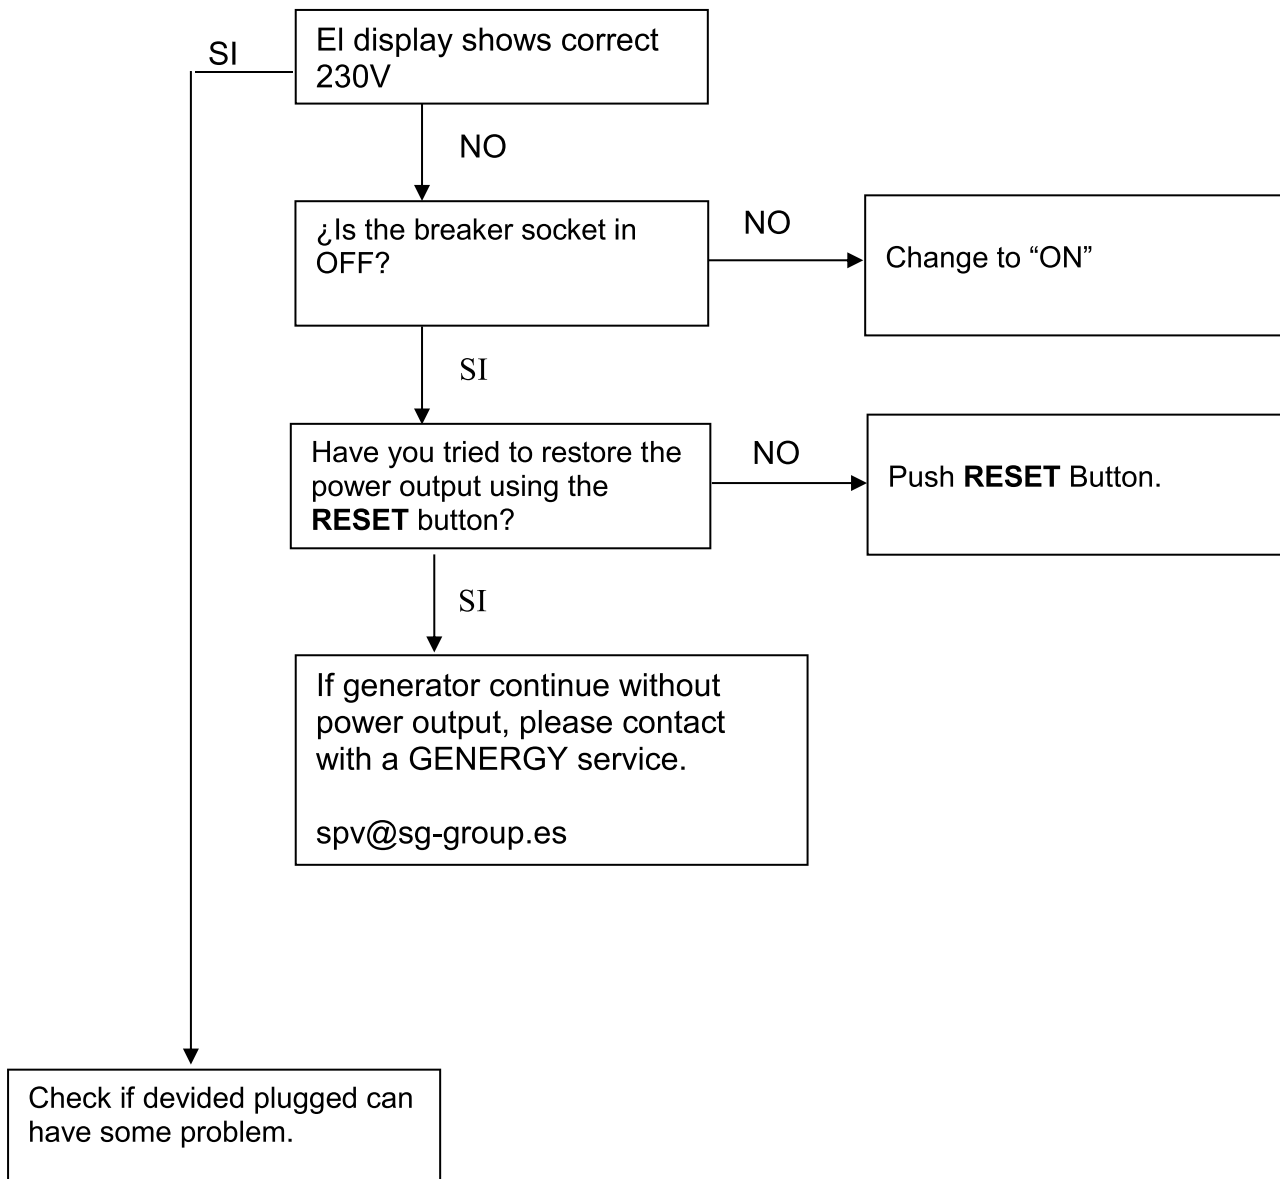 SI
El display shows correct
230V
NO
¿Is the breaker socket in
OFF?
NO
Change to “ON”
SI
Have you tried to restore the
power output using the
RESET button?
NO
Push RESET Button.
SI
If generator continue without
power output, please contact
with a GENERGY service.
spv@sg-group.es
Check if devided plugged can
have some problem.